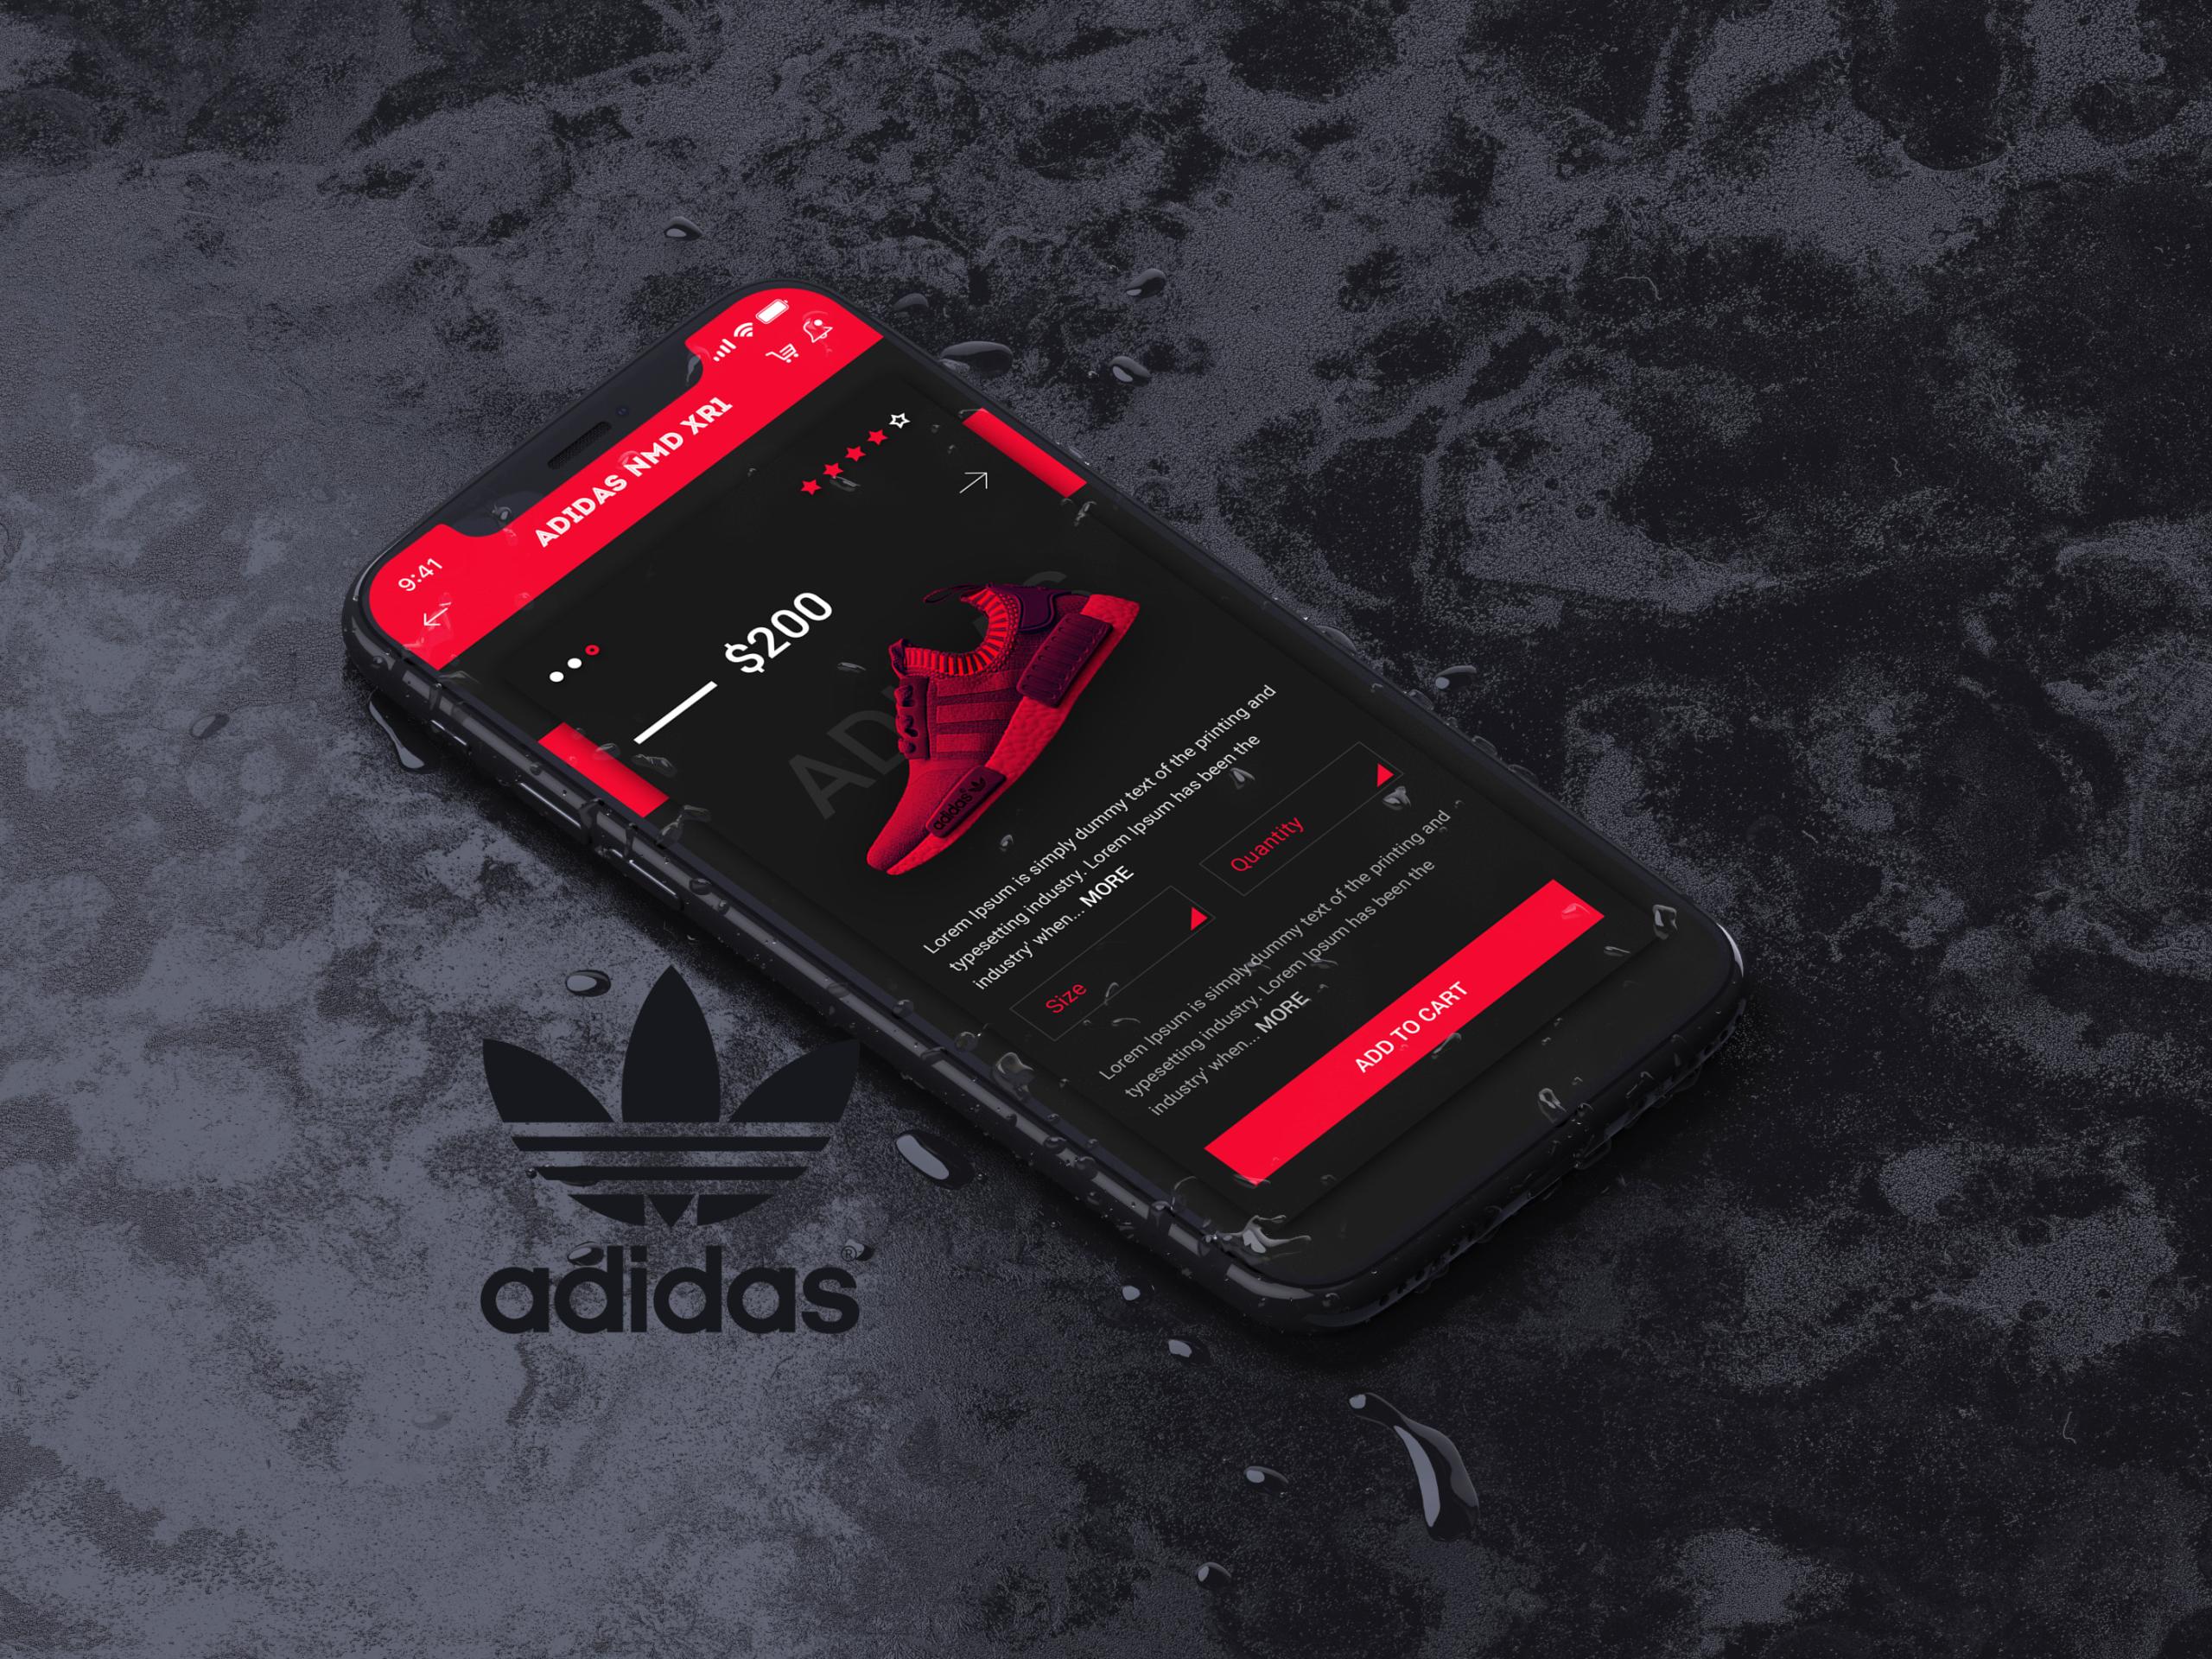 9:41
ADIDAS NMD XR1
$200
adidas
Lorem Ipsum is simply dummy text of the printing and
typesetting industry. Lorem Ipsum has been the
industry' when... MORE
Size
Quantity
Lorem Ipsum is simply dummy text of the printing and
typesetting industry. Lorem Ipsum has been the
industry' when... MORE
ADD TO CART
adidas®